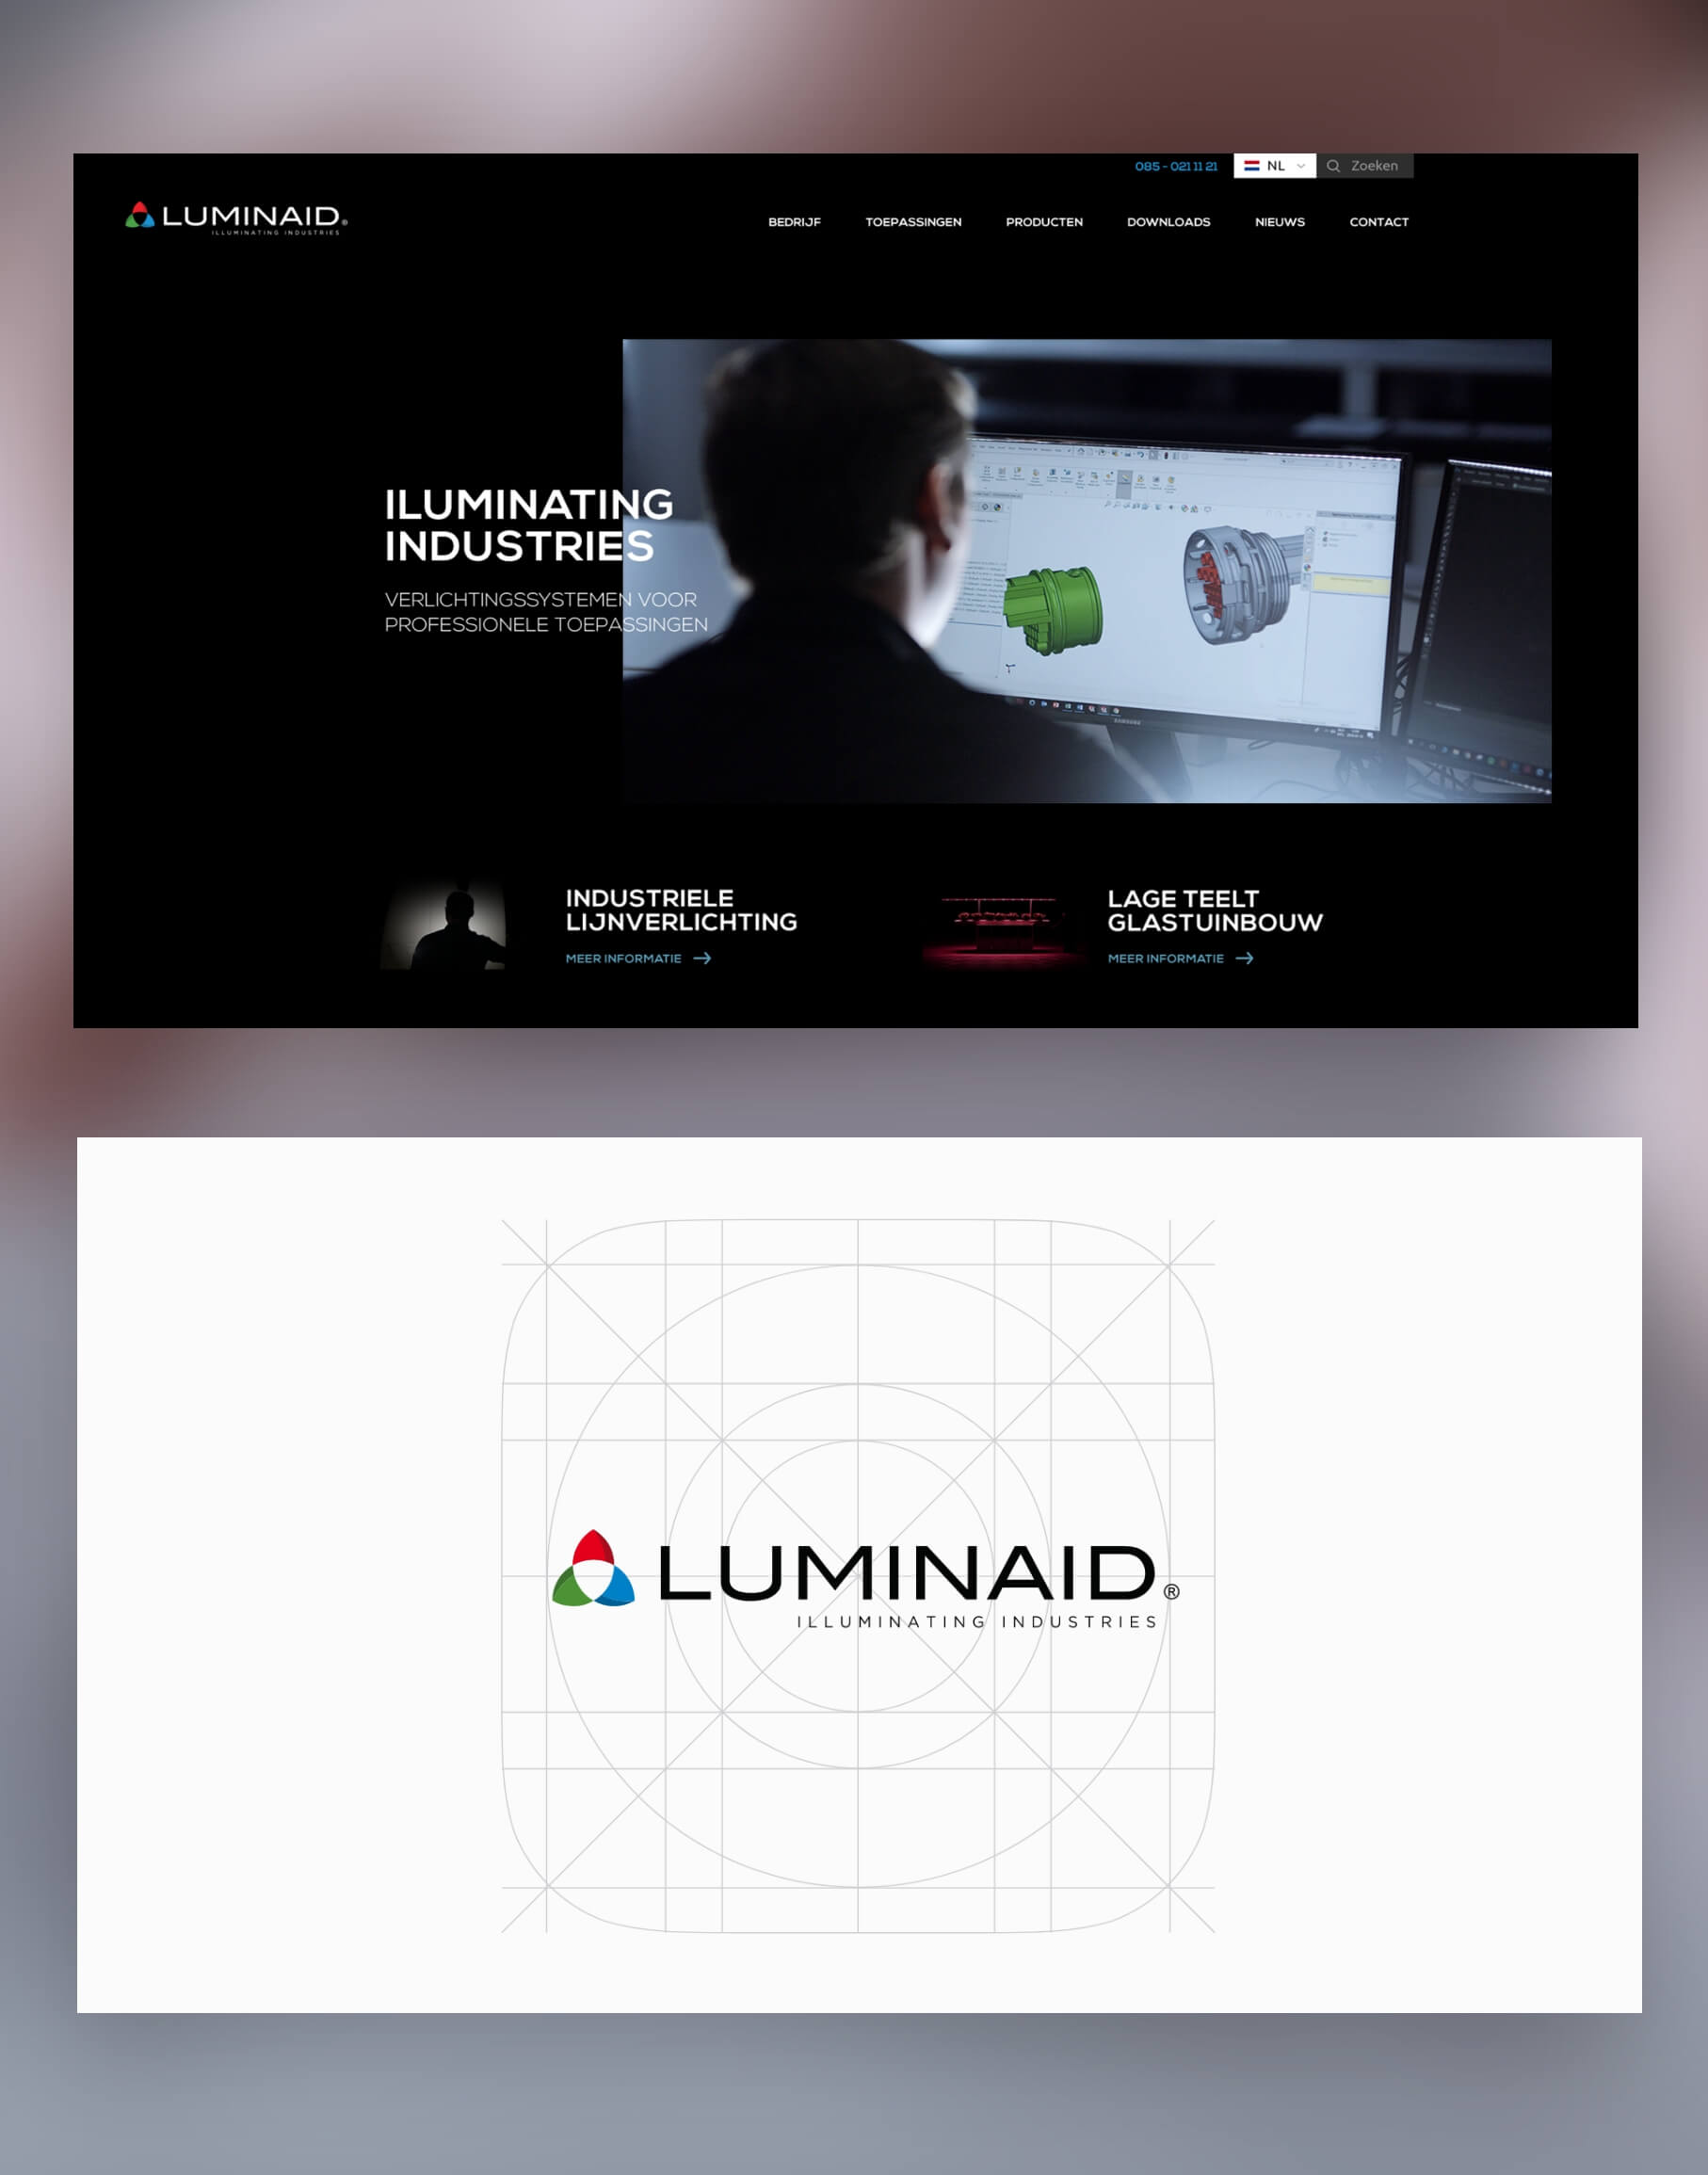 085 - 021 11 21
NL
Zoeken
LUMINAID®
ILLUMINATING INDUSTRIES
BEDRIJF
TOEPASSINGEN
PRODUCTEN
DOWNLOADS
NIEUWS
CONTACT
ILUMINATING
INDUSTRIES
VERLICHTINGSSYSTEMEN VOOR
PROFESSIONELE TOEPASSINGEN
SAMSUNG
INDUSTRIELE
LIJNVERLICHTING
MEER INFORMATIE
LAGE TEELT
GLASTUINBOUW
MEER INFORMATIE
LUMINAID®
ILLUMINATING INDUSTRIES